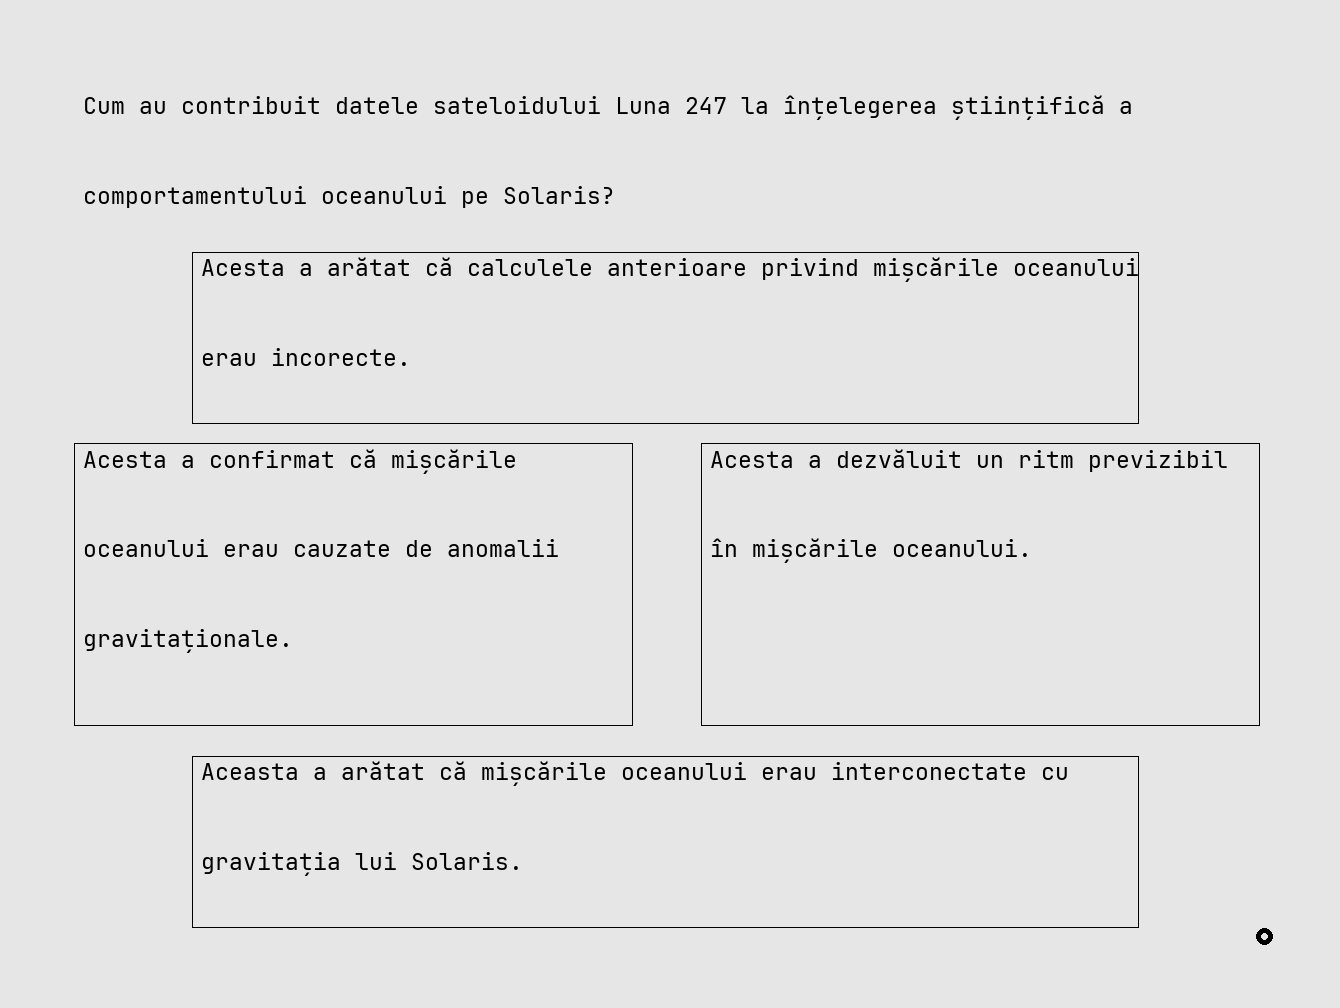 Cum au contribuit datele sateloidului Luna 247 la înțelegerea științifică a
comportamentului oceanului pe Solaris?
Acesta a arătat că calculele anterioare privind mișcările oceanului
erau incorecte.
Acesta a confirmat că mișcările
oceanului erau cauzate de anomalii
gravitaționale.
Acesta a dezvăluit un ritm previzibil
în mișcările oceanului.
Aceasta a arătat că mișcările oceanului erau interconectate cu
gravitația lui Solaris.